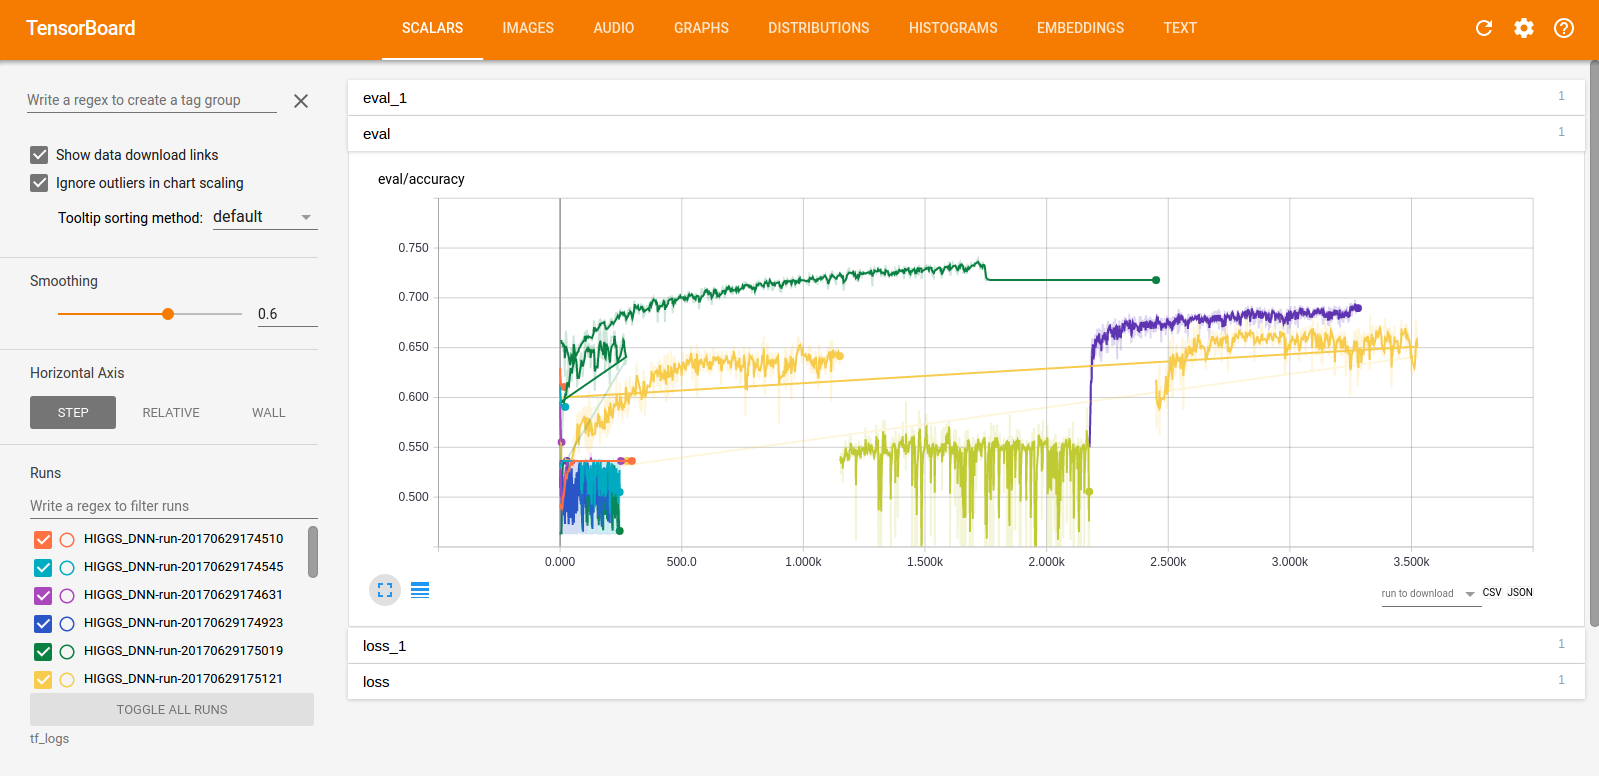 TensorBoard
SCALARS IMAGES AUDIO GRAPHS DISTRIBUTIONS HISTOGRAMS EMBEDDINGS TEXT
Write a regex to create a tag group
Show data download links
Ignore outliers in chart scaling
Tooltip sorting method: default
Smoothing
0.6
Horizontal Axis
STEP RELATIVE WALL
Runs
Write a regex to filter runs
HIGGS_DNN-run-20170629174510
HIGGS_DNN-run-20170629174545
HIGGS_DNN-run-20170629174631
HIGGS_DNN-run-20170629174923
HIGGS_DNN-run-20170629175019
HIGGS_DNN-run-20170629175121
TOGGLE ALL RUNS
tf_logs
eval_1 1
eval 1
eval/accuracy
0.750
0.700
0.650
0.600
0.550
0.500
0.000 500.0 1.000k 1.500k 2.000k 2.500k 3.000k 3.500k
run to download CSV JSON
loss_1 1
loss 1